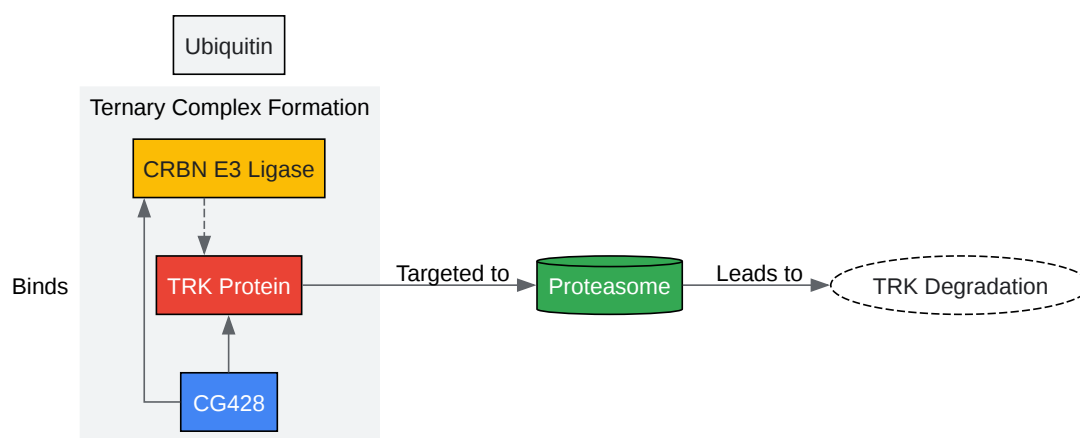 Ubiquitin
Ternary Complex Formation
CRBN E3 Ligase
Binds
TRK Protein
Targeted to
Proteasome
Leads to
TRK Degradation
CG428